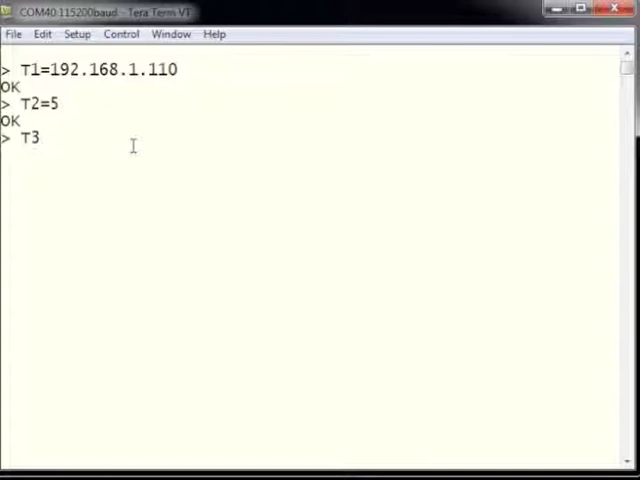 COM40:115200baud - Tera Term VT
File Edit Setup Control Window Help
> T1=192.168.1.110
OK
> T2=5
OK
> T3